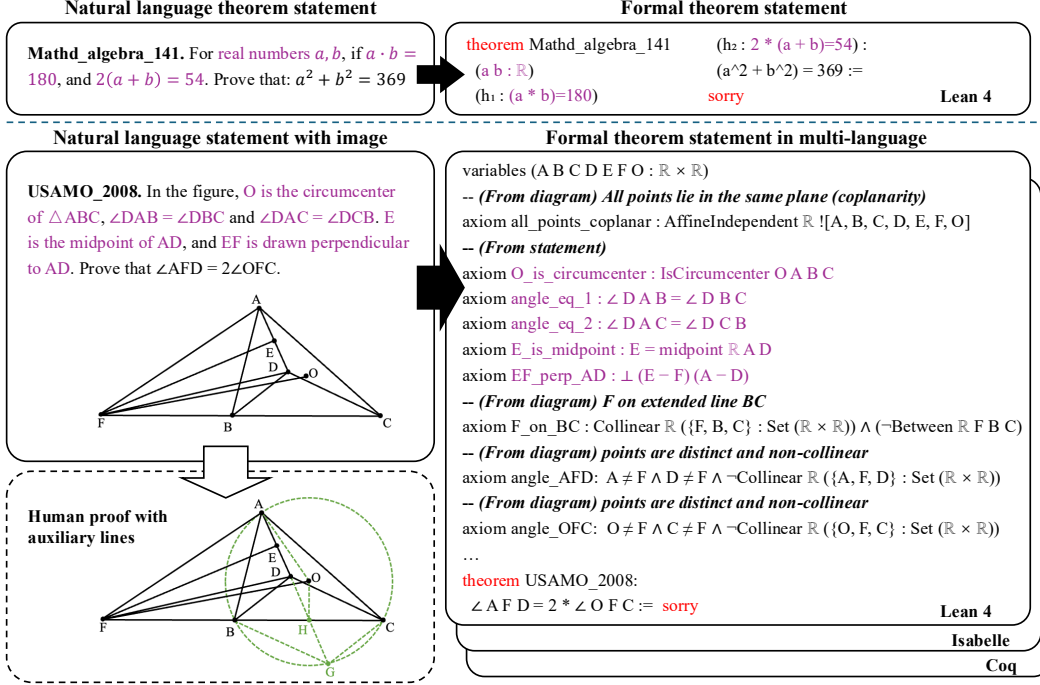 Natural language theorem statement
Mathd_algebra_141. For real numbers a, b, if a · b =
180, and 2(a + b) = 54. Prove that: a² + b² = 369
Formal theorem statement
theorem Mathd_algebra_141
(a b : ℝ)
(h₁ : (a * b)=180)
(h₂ : 2 * (a + b)=54) :
(a^2 + b^2) = 369 :=
sorry
Lean 4
Natural language statement with image
USAMO_2008. In the figure, O is the circumcenter
of △ABC, ∠DAB = ∠DBC and ∠DAC = ∠DCB. E
is the midpoint of AD, and EF is drawn perpendicular
to AD. Prove that ∠AFD = 2∠OFC.
A
E
D
O
F
B
C
Human proof with
auxiliary lines
A
E
D
O
F
B
H
C
G
Formal theorem statement in multi-language
variables (A B C D E F O : ℝ × ℝ)
-- (From diagram) All points lie in the same plane (coplanarity)
axiom all_points_coplanar : AffineIndependent ℝ ![A, B, C, D, E, F, O]
-- (From statement)
axiom O_is_circumcenter : IsCircumcenter O A B C
axiom angle_eq_1 : ∠ D A B = ∠ D B C
axiom angle_eq_2 : ∠ D A C = ∠ D C B
axiom E_is_midpoint : E = midpoint ℝ A D
axiom EF_perp_AD : ⊥ (E − F) (A − D)
-- (From diagram) F on extended line BC
axiom F_on_BC : Collinear ℝ ({F, B, C} : Set (ℝ × ℝ)) ∧ (¬Between ℝ F B C)
-- (From diagram) points are distinct and non-collinear
axiom angle_AFD: A ≠ F ∧ D ≠ F ∧ ¬Collinear ℝ ({A, F, D} : Set (ℝ × ℝ))
-- (From diagram) points are distinct and non-collinear
axiom angle_OFC: O ≠ F ∧ C ≠ F ∧ ¬Collinear ℝ ({O, F, C} : Set (ℝ × ℝ))
…
theorem USAMO_2008:
∠ A F D = 2 * ∠ O F C := sorry
Lean 4
Isabelle
Coq